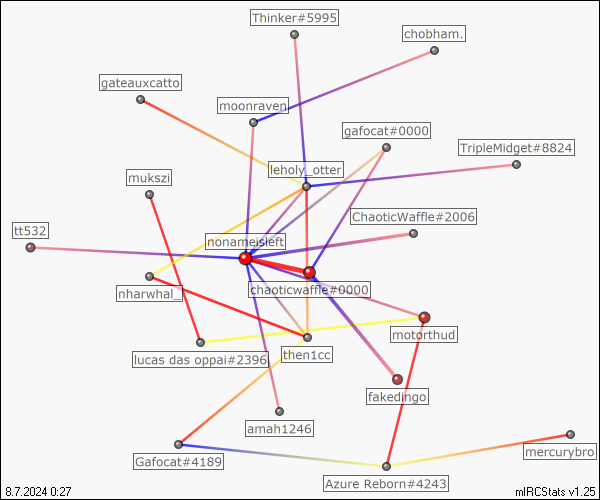 Thinker#5995
chobham.
gateauxcatto
moonraven
gafocat#0000
TripleMidget#8824
leholy_otter
mukszi
ChaoticWaffle#2006
tt532
nonameisleft
chaoticwaffle#0000
nharwhal_
motorthud
then1cc
lucas das oppai#2396
fakedingo
amah1246
mercurybro
Gafocat#4189
Azure Reborn#4243
8.7.2024 0:27
mIRCStats v1.25